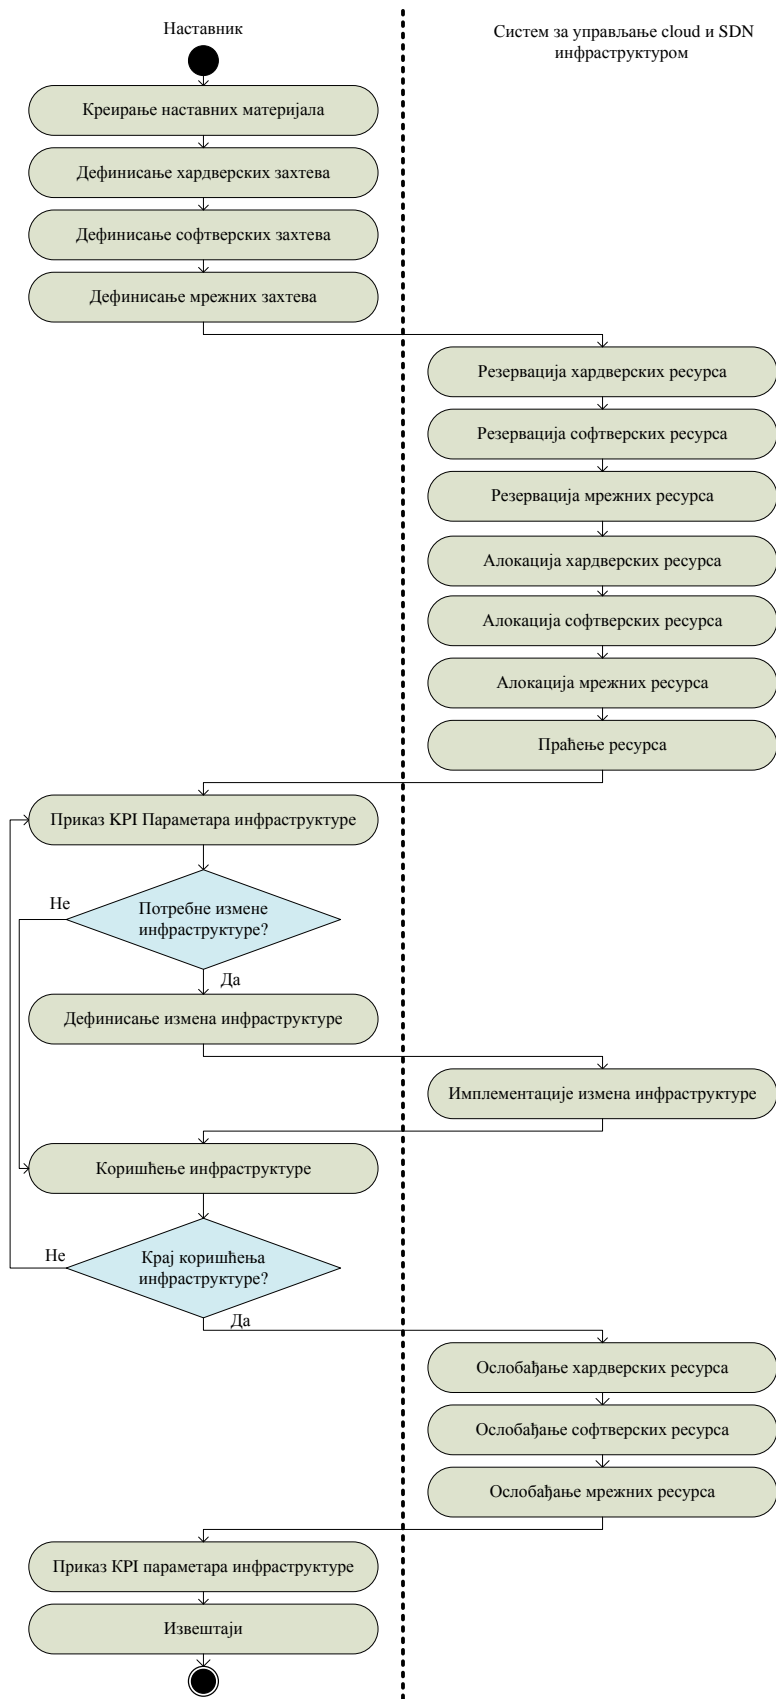 Наставник
Систем за управљање cloud и SDN
инфраструктуром
Креирање наставних материјала
Дефинисање хардверских захтева
Дефинисање софтверских захтева
Дефинисање мрежних захтева
Резервација хардверских ресурса
Резервација софтверских ресурса
Резервација мрежних ресурса
Алокација хардверских ресурса
Алокација софтверских ресурса
Алокација мрежних ресурса
Праћење ресурса
Приказ KPI Параметара инфраструктуре
Не
Потребне измене
инфраструктуре?
Да
Дефинисање измена инфраструктуре
Имплементације измена инфраструктуре
Коришћење инфраструктуре
Не
Крај коришћења
инфраструктуре?
Да
Ослобађање хардверских ресурса
Ослобађање софтверских ресурса
Ослобађање мрежних ресурса
Приказ KPI параметара инфраструктуре
Извештаји